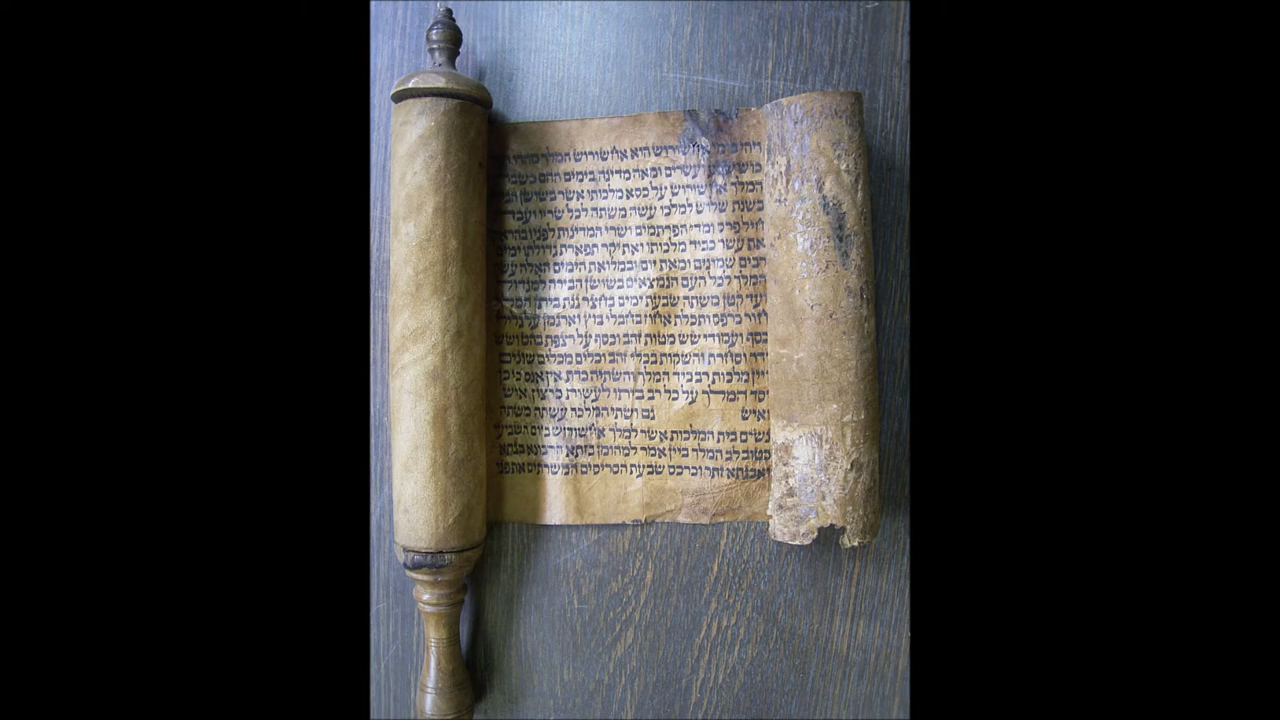 ויהי בימי אחשורוש הוא אחשורוש המלך
ועשרים ומאה מדינה בימים ההם
המלך אחשורוש על כסא מלכותו אשר בשושן
בשנת שלוש למלכו עשה משתה לכל שריו
חיל פרס ומדי הפרתמים ושרי המדינות לפניו
את עשר כבוד מלכותו ואת יקר תפארת גדולתו ימים
רבים שמונים ומאת יום ובמלואת הימים האלה
המלך לכל העם הנמצאים בשושן הבירה
ועד קטן משתה שבעת ימים בחצר גנת ביתן המלך
חור כרפס ותכלת אחוז בחבלי בוץ וארגמן על גלילי
כסף ועמודי שש מטות זהב וכסף על רצפת בהט ושש
ודר וסחרת והשקות בכלי זהב וכלים מכלים שונים
ויין מלכות רב כיד המלך והשתיה כדת אין אנס כי כן
יסד המלך על כל רב ביתו לעשות כרצון איש
ואיש גם ושתי המלכה עשתה משתה
נשים בית המלכות אשר למלך אחשורוש ביום השביעי
כטוב לב המלך ביין אמר למהומן בזתא חרבונא בגתא
ואבגתא זתר וכרכס שבעת הסריסים המשרתים את פני